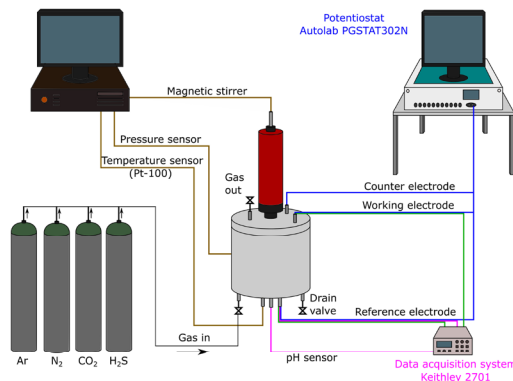 Potentiostat
Autolab PGSTAT302N
Magnetic stirrer
Pressure sensor
Temperature sensor
(Pt-100)
Gas
out
Counter electrode
Working electrode
Drain
valve
Reference electrode
Gas in
pH sensor
Ar
N₂
CO₂
H₂S
Data acquisition system
Keithley 2701